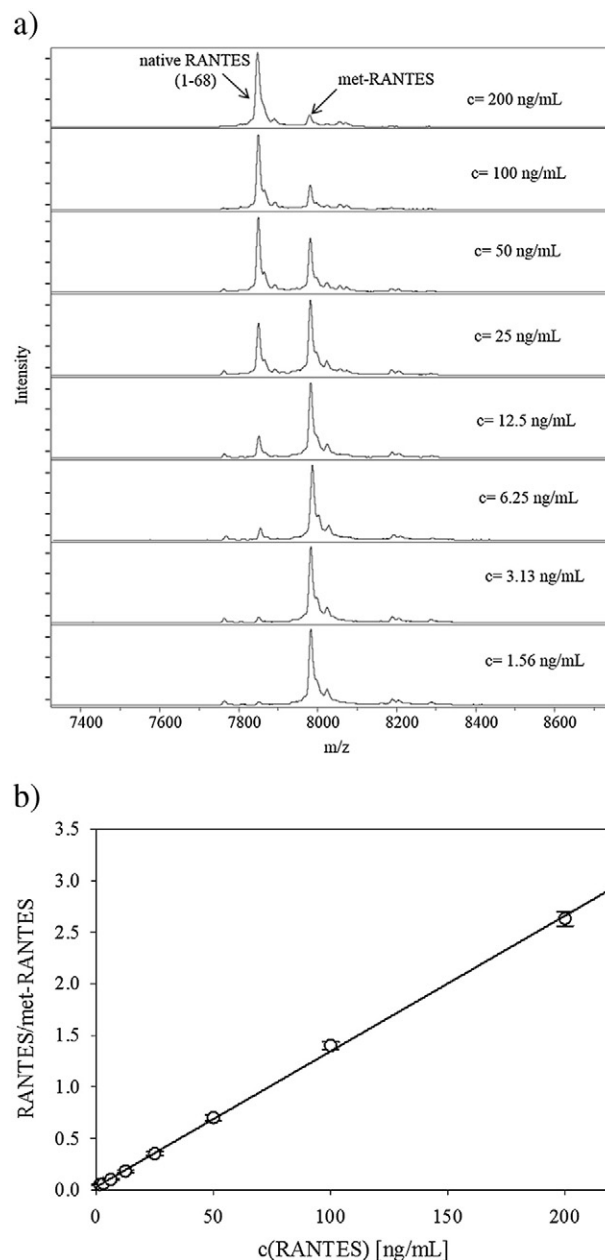 a)
native RANTES
(1-68)
met-RANTES
c= 200 ng/mL
c= 100 ng/mL
c= 50 ng/mL
c= 25 ng/mL
c= 12.5 ng/mL
c= 6.25 ng/mL
c= 3.13 ng/mL
c= 1.56 ng/mL
Intensity
7400 7600 7800 8000 8200 8400 8600
m/z
b)
RANTES/met-RANTES
3.5
3.0
2.5
2.0
1.5
1.0
0.5
0.0
0 50 100 150 200
c(RANTES) [ng/mL]